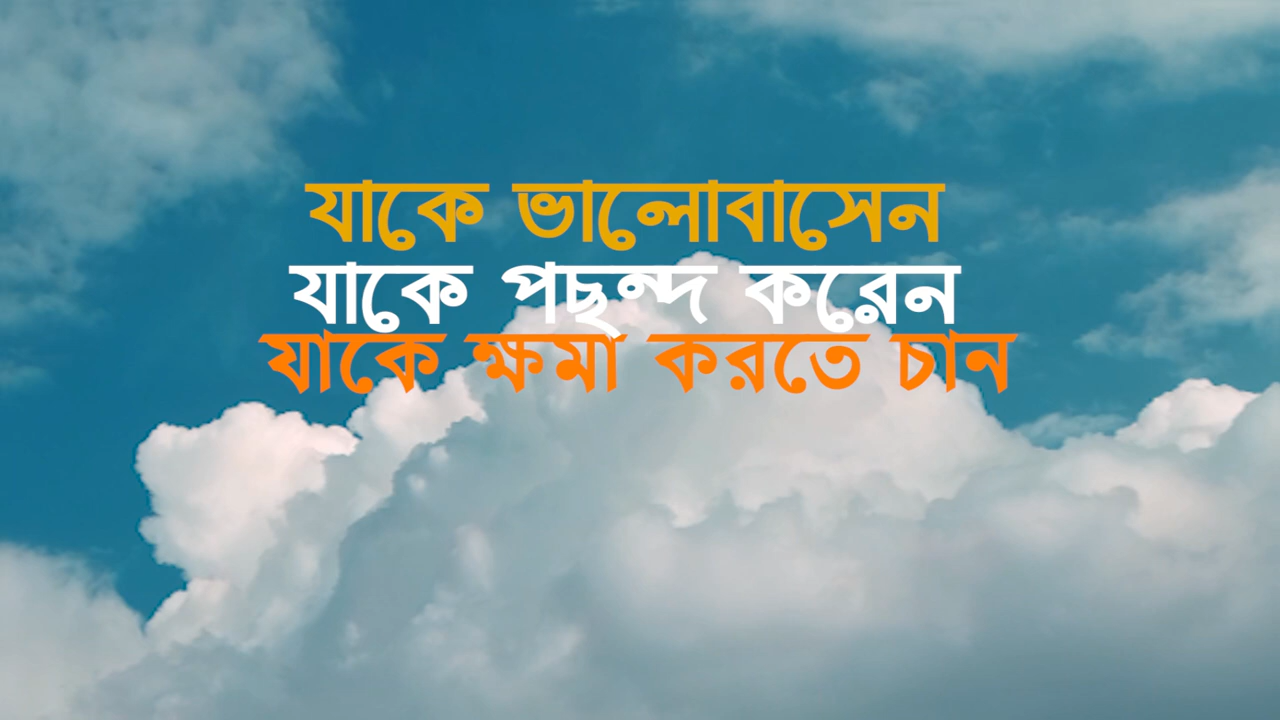 যাকে ভালোবাসেন
যাকে পছন্দ করেন
যাকে ক্ষমা করতে চান